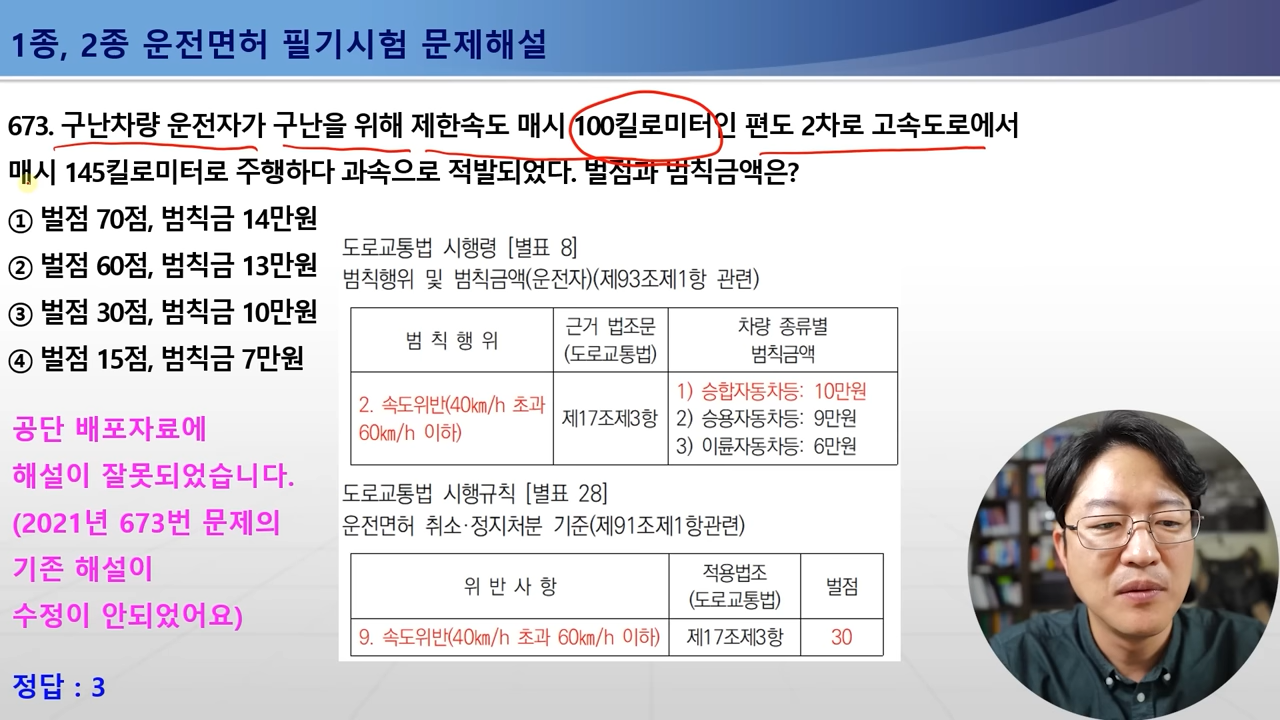 1종, 2종 운전면허 필기시험 문제해설
673. 구난차량 운전자가 구난을 위해 제한속도 매시 100킬로미터인 편도 2차로 고속도로에서
매시 145킬로미터로 주행하다 과속으로 적발되었다. 벌점과 범칙금액은?
① 벌점 70점, 범칙금 14만원
② 벌점 60점, 범칙금 13만원
③ 벌점 30점, 범칙금 10만원
④ 벌점 15점, 범칙금 7만원
공단 배포자료에
해설이 잘못되었습니다.
(2021년 673번 문제의
기존 해설이
수정이 안되었어요)
정답 : 3
도로교통법 시행령 [별표 8]
범칙행위 및 범칙금액(운전자)(제93조제1항 관련)
범 칙 행 위
근거 법조문
(도로교통법)
차량 종류별
범칙금액
2. 속도위반(40㎞/h 초과
60㎞/h 이하)
제17조제3항
1) 승합자동차등: 10만원
2) 승용자동차등: 9만원
3) 이륜자동차등: 6만원
도로교통법 시행규칙 [별표 28]
운전면허 취소·정지처분 기준(제91조제1항관련)
위 반 사 항
적용법조
(도로교통법)
벌점
9. 속도위반(40㎞/h 초과 60㎞/h 이하)
제17조제3항
30